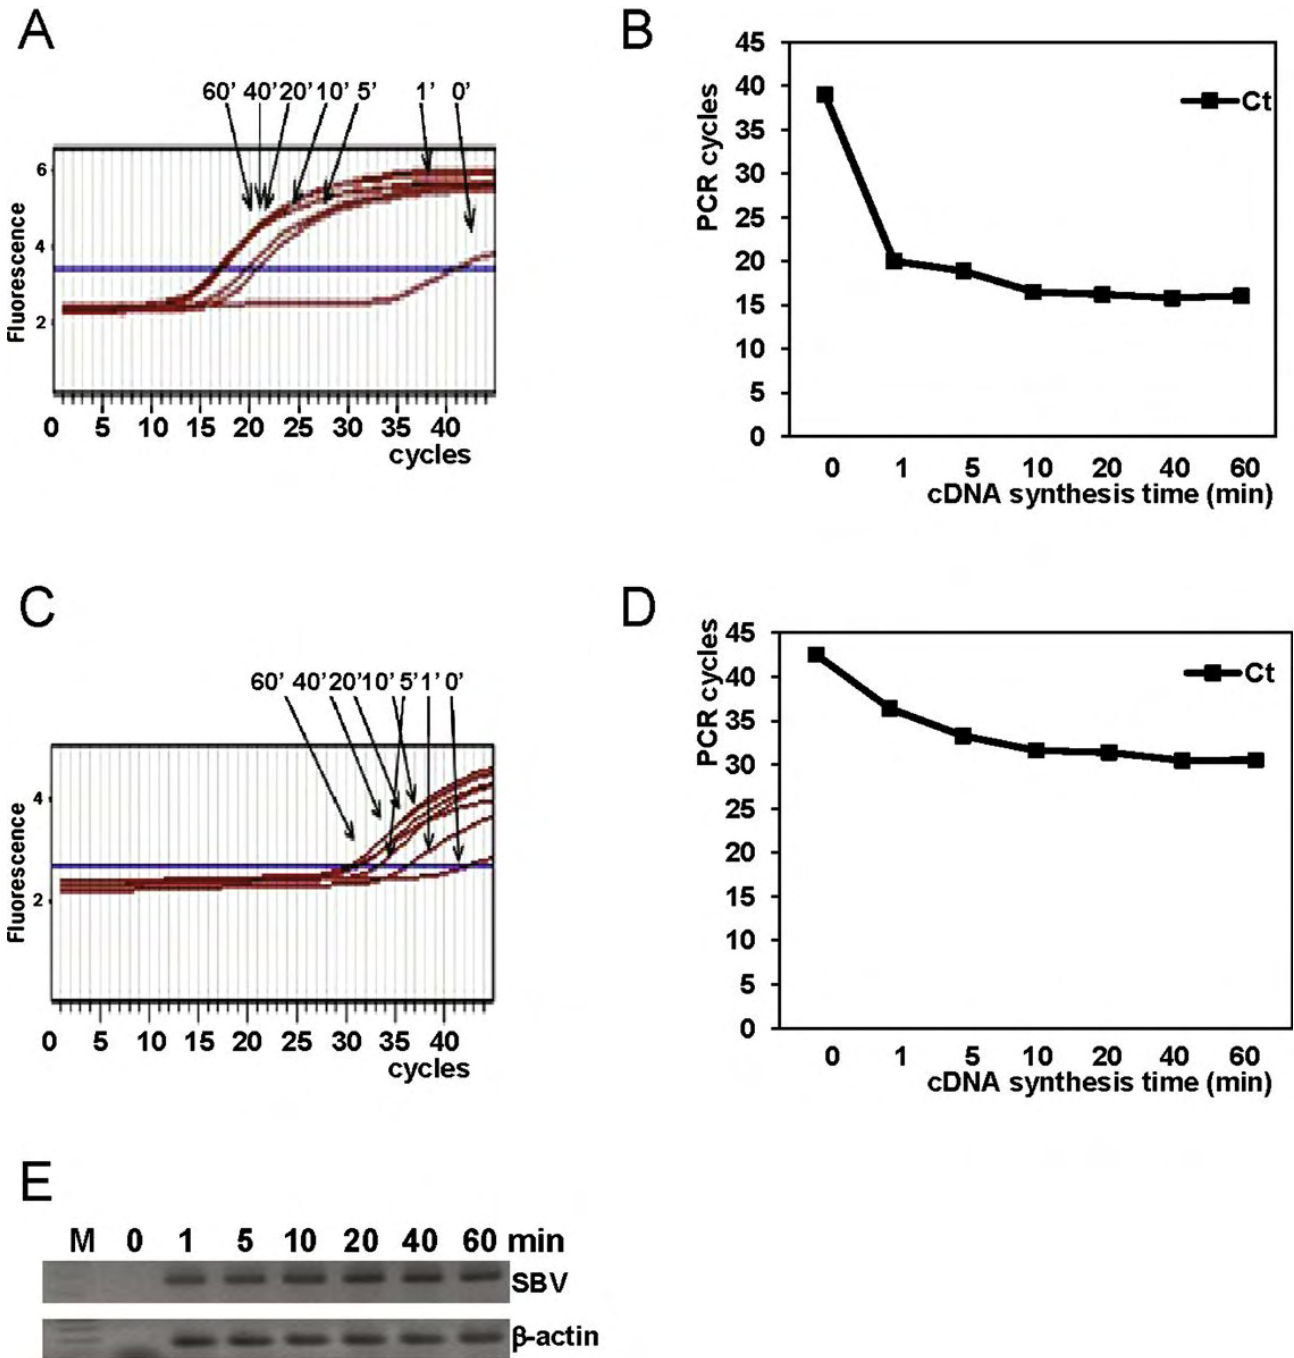 A
60' 40' 20' 10' 5' 1' 0'
Fluorescence
6
4
2
0 5 10 15 20 25 30 35 40
cycles
B
PCR cycles
45
40
35
30
25
20
15
10
5
0
Ct
0 1 5 10 20 40 60
cDNA synthesis time (min)
C
60' 40' 20' 10' 5' 1' 0'
Fluorescence
4
2
0 5 10 15 20 25 30 35 40
cycles
D
PCR cycles
45
40
35
30
25
20
15
10
5
0
Ct
0 1 5 10 20 40 60
cDNA synthesis time (min)
E
M 0 1 5 10 20 40 60 min
SBV
β-actin